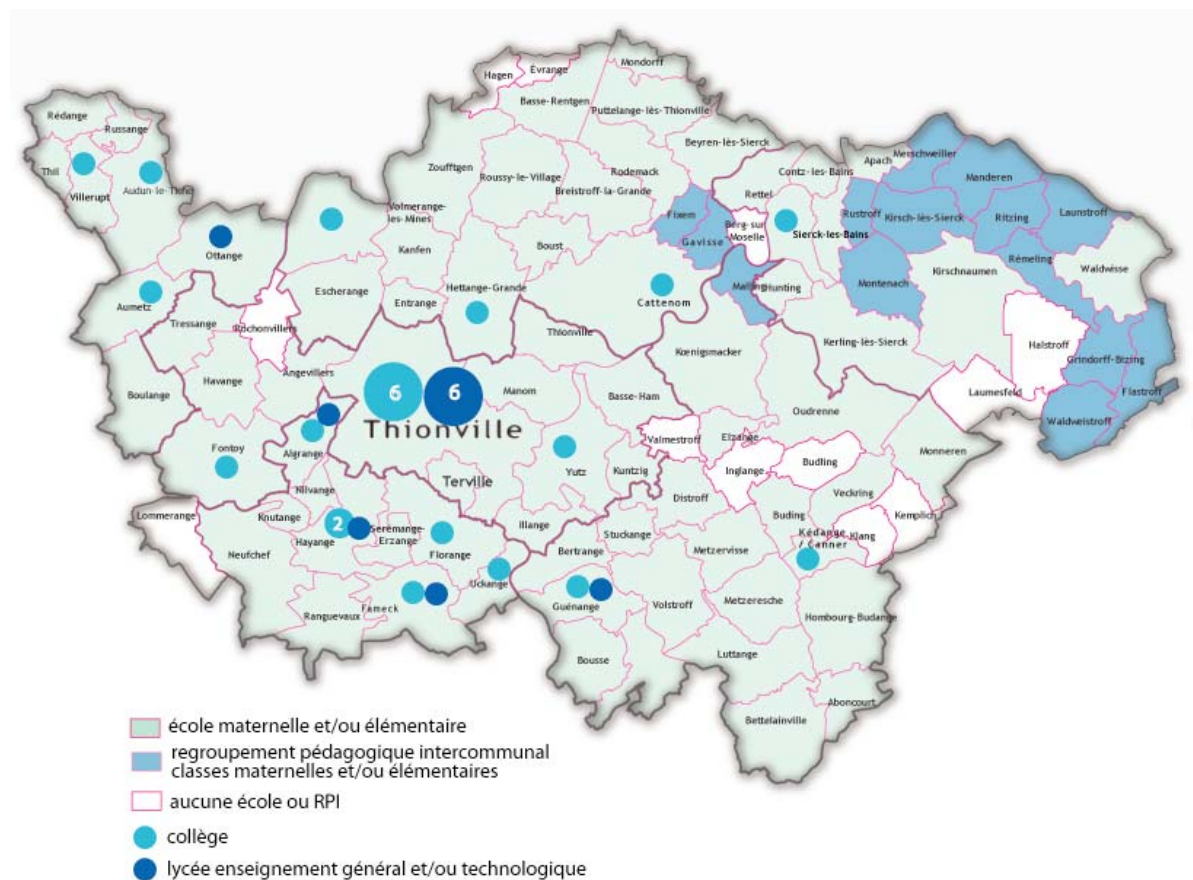 Mondorf
Hagen
Évrange
Basse-Rentgen
Puttelange-lès-Thionville
Rédange
Russange
Beyren-lès-Sierck
Thil
Villerupt
Audun-le-Tiche
Zoufftgen
Roussy-le-Village
Rodemack
Breistroff-la-Grande
Contz-les-Bains
Apach
Merschweiller
Manderen
Rettel
Volmerange-
les-Mines
Fixem
Gavisse
Berg-sur
-Moselle
Sierck-les-Bains
Rustroff
Kirsch-lès-Sierck
Ritzing
Launstroff
Ottange
Kanfen
Boust
Rémeling
Waldwisse
Kirschnaumen
Escherange
Entrange
Hettange-Grande
Cattenom
Malling
Hunting
Montenach
Aumetz
Tressange
Rochonvillers
Thionville
Kerling-lès-Sierck
Halstroff
Grindorff-Bizing
Flastroff
Kœnigsmacker
Boulange
Havange
Angevillers
6
6
Manom
Basse-Ham
Laumesfeld
Waldweistroff
Oudrenne
Thionville
Fontoy
Algrange
Valmestroff
Elzange
Monneren
Yutz
Kuntzig
Inglange
Budling
Nilvange
Terville
Distroff
Veckring
Kemplich
Lommerange
Knutange
2
Hayange
Serémange-
Erzange
Illange
Stuckange
Buding
Kédange
/ Canner
Klang
Neufchef
Florange
Bertrange
Metzervisse
Uckange
Ranguevaux
Fameck
Guénange
Volstroff
Metzeresche
Hombourg-Budange
Bousse
Luttange
Aboncourt
Bettelainville
école maternelle et/ou élémentaire
regroupement pédagogique intercommunal
classes maternelles et/ou élémentaires
aucune école ou RPI
collège
lycée enseignement général et/ou technologique